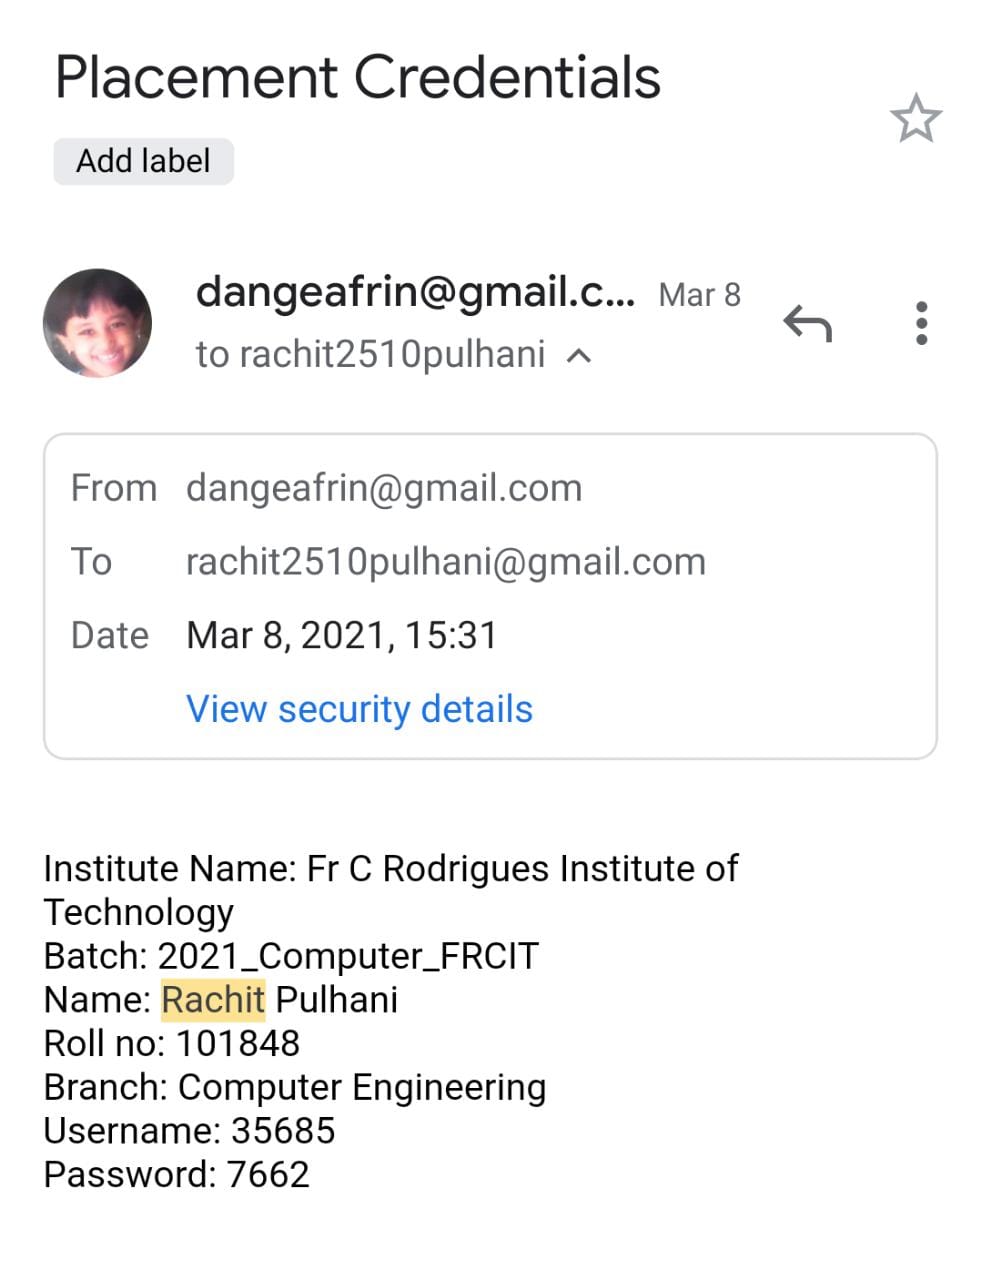 Placement Credentials
Add label
dangeafrin@gmail.c... Mar 8
to rachit2510pulhani
From dangeafrin@gmail.com
To rachit2510pulhani@gmail.com
Date Mar 8, 2021, 15:31
View security details
Institute Name: Fr C Rodrigues Institute of
Technology
Batch: 2021_Computer_FRCIT
Name: Rachit Pulhani
Roll no: 101848
Branch: Computer Engineering
Username: 35685
Password: 7662